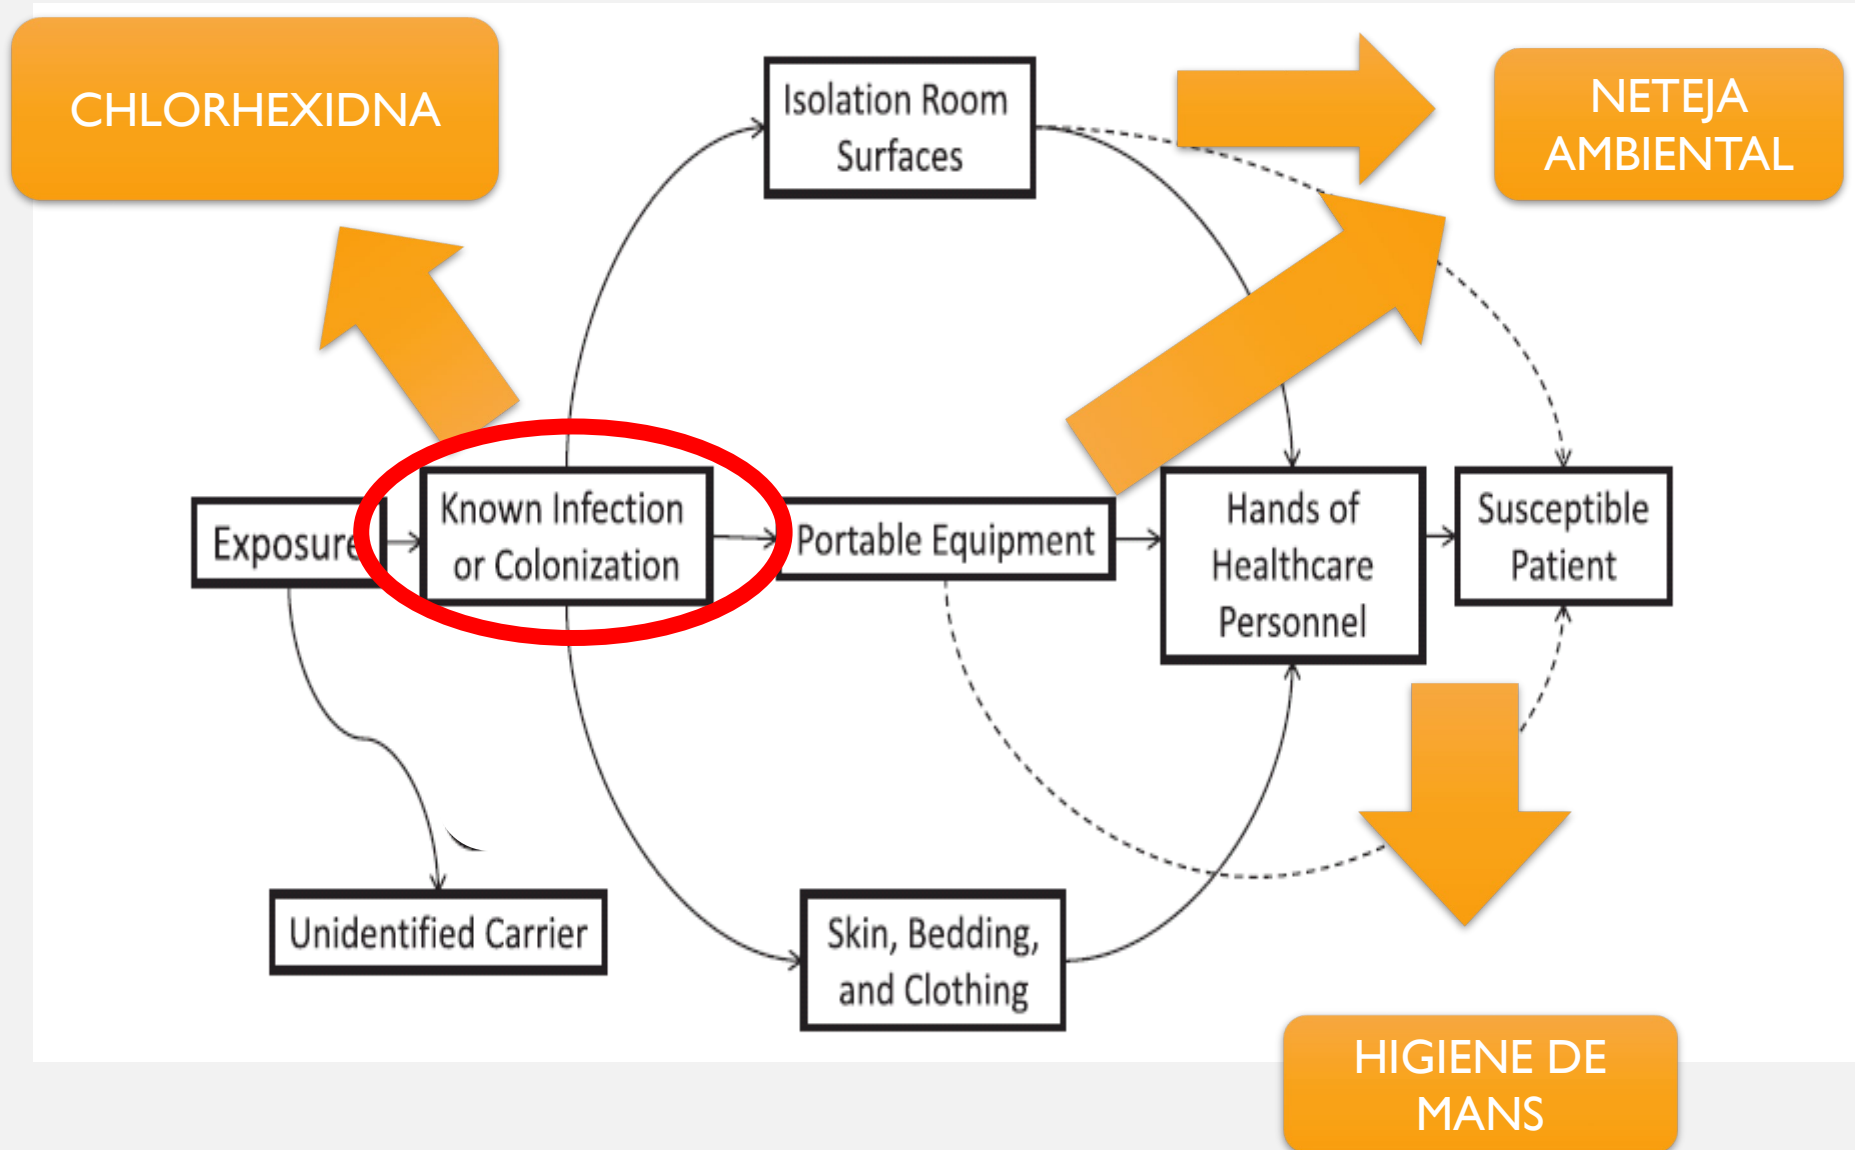 CHLORHEXIDNA
Isolation Room
Surfaces
NETEJA
AMBIENTAL
Exposure
Known Infection
or Colonization
Portable Equipment
Hands of
Healthcare
Personnel
Susceptible
Patient
Unidentified Carrier
Skin, Bedding,
and Clothing
HIGIENE DE
MANS